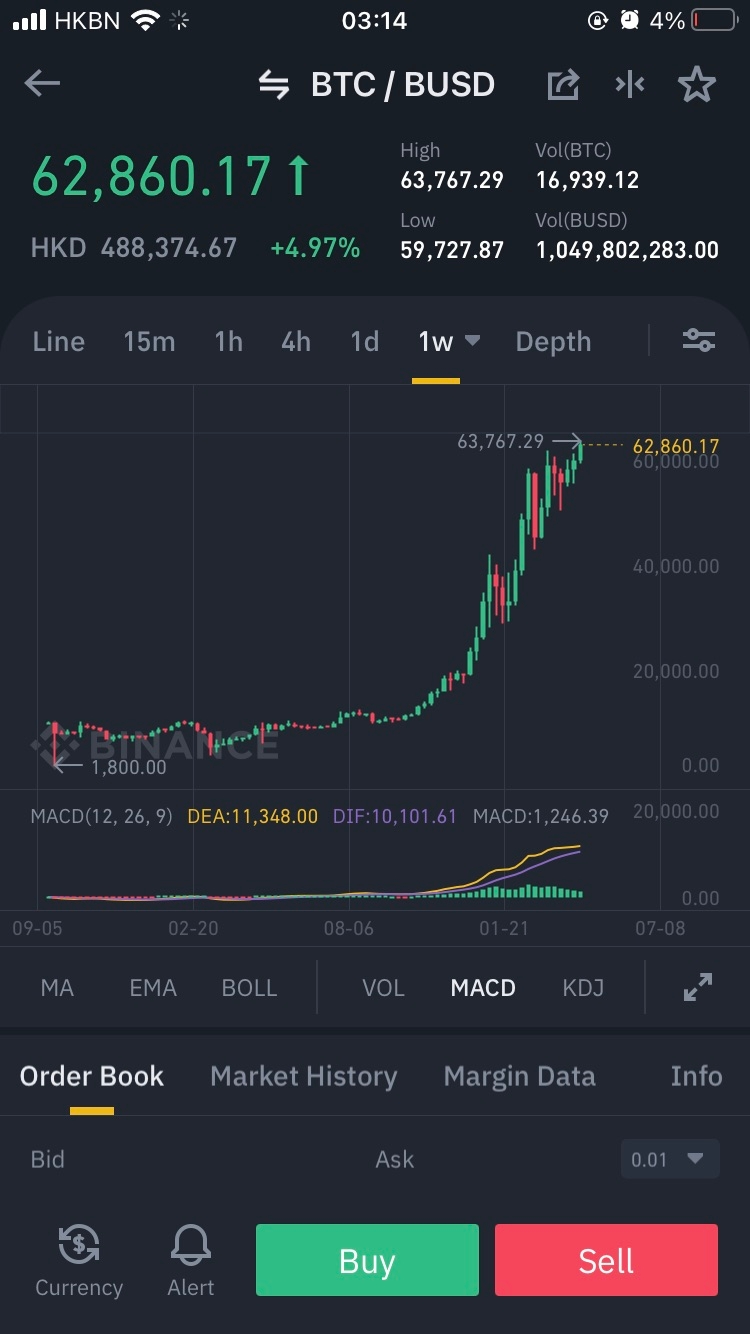 HKBN 03:14 4%
BTC / BUSD
62,860.17
HKD 488,374.67 +4.97%
High
63,767.29
Low
59,727.87
Vol(BTC)
16,939.12
Vol(BUSD)
1,049,802,283.00
Line 15m 1h 4h 1d 1w Depth
63,767.29
62,860.17
60,000.00
40,000.00
20,000.00
BINANCE
1,800.00
0.00
MACD(12, 26, 9) DEA:11,348.00 DIF:10,101.61 MACD:1,246.39
20,000.00
0.00
09-05 02-20 08-06 01-21 07-08
MA EMA BOLL VOL MACD KDJ
Order Book Market History Margin Data Info
Bid Ask 0.01
Currency Alert Buy Sell